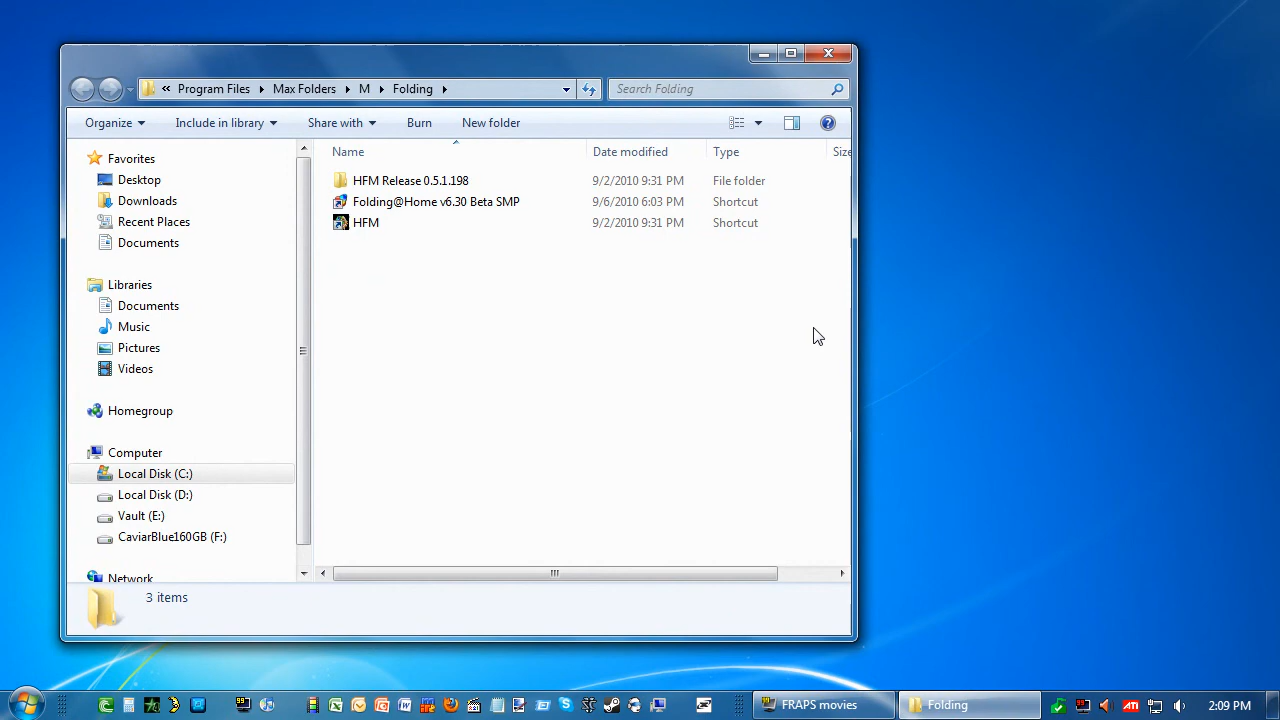 « Program Files Max Folders M Folding
Search Folding
Organize Include in library Share with Burn New folder
Name Date modified Type Size
HFM Release 0.5.1.198 9/2/2010 9:31 PM File folder
Folding@Home v6.30 Beta SMP 9/6/2010 6:03 PM Shortcut
HFM 9/2/2010 9:31 PM Shortcut
Favorites
Desktop
Downloads
Recent Places
Documents
Libraries
Documents
Music
Pictures
Videos
Homegroup
Computer
Local Disk (C:)
Local Disk (D:)
Vault (E:)
CaviarBlue160GB (F:)
Network
3 items
FRAPS movies Folding ATI 2:09 PM